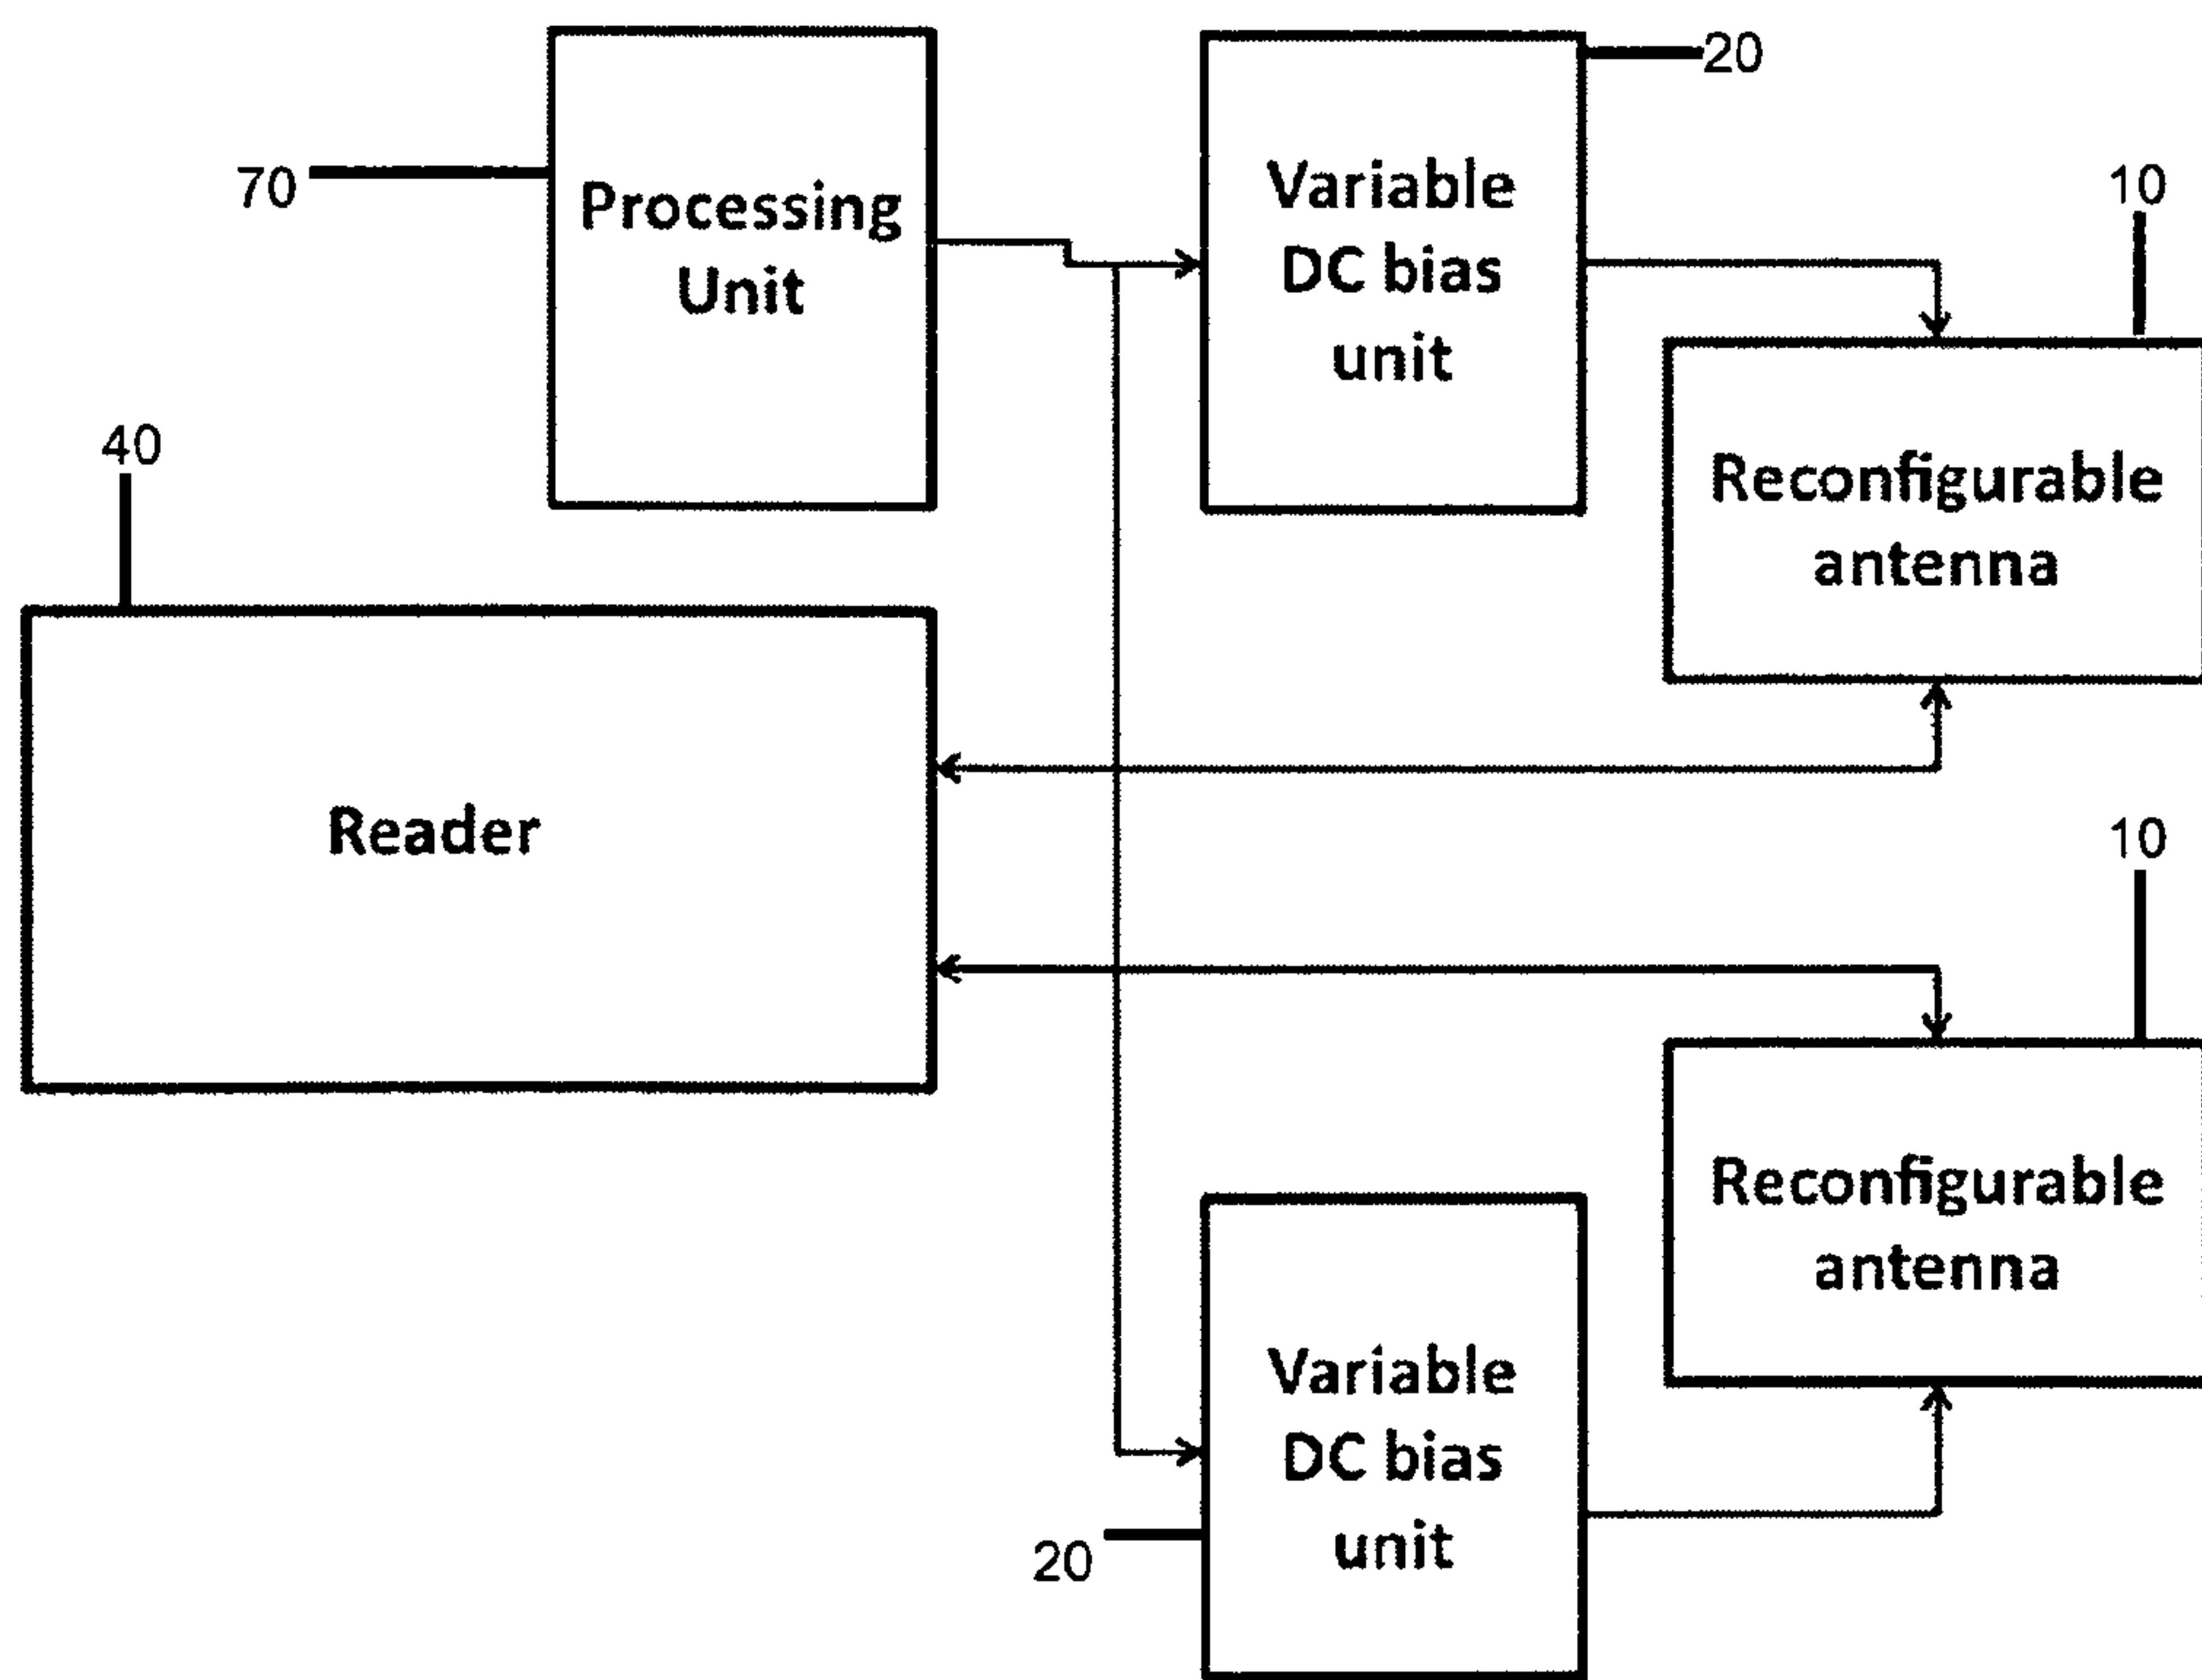 20
70
Processing
Unit
Variable
DC bias
unit
10
Reconfigurable
antenna
40
Reader
10
Reconfigurable
antenna
Variable
DC bias
unit
20